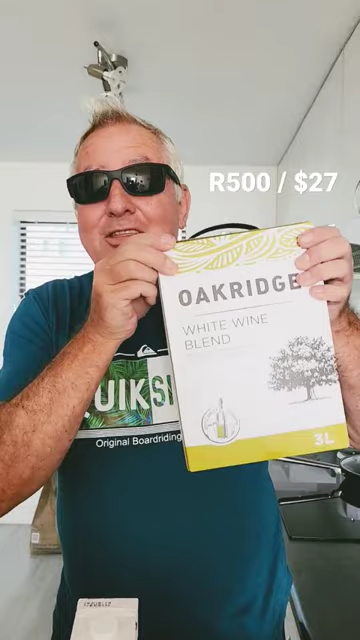 R500 / $27
OAKRIDGE
WHITE WINE
BLEND
3L
Original Boardriding